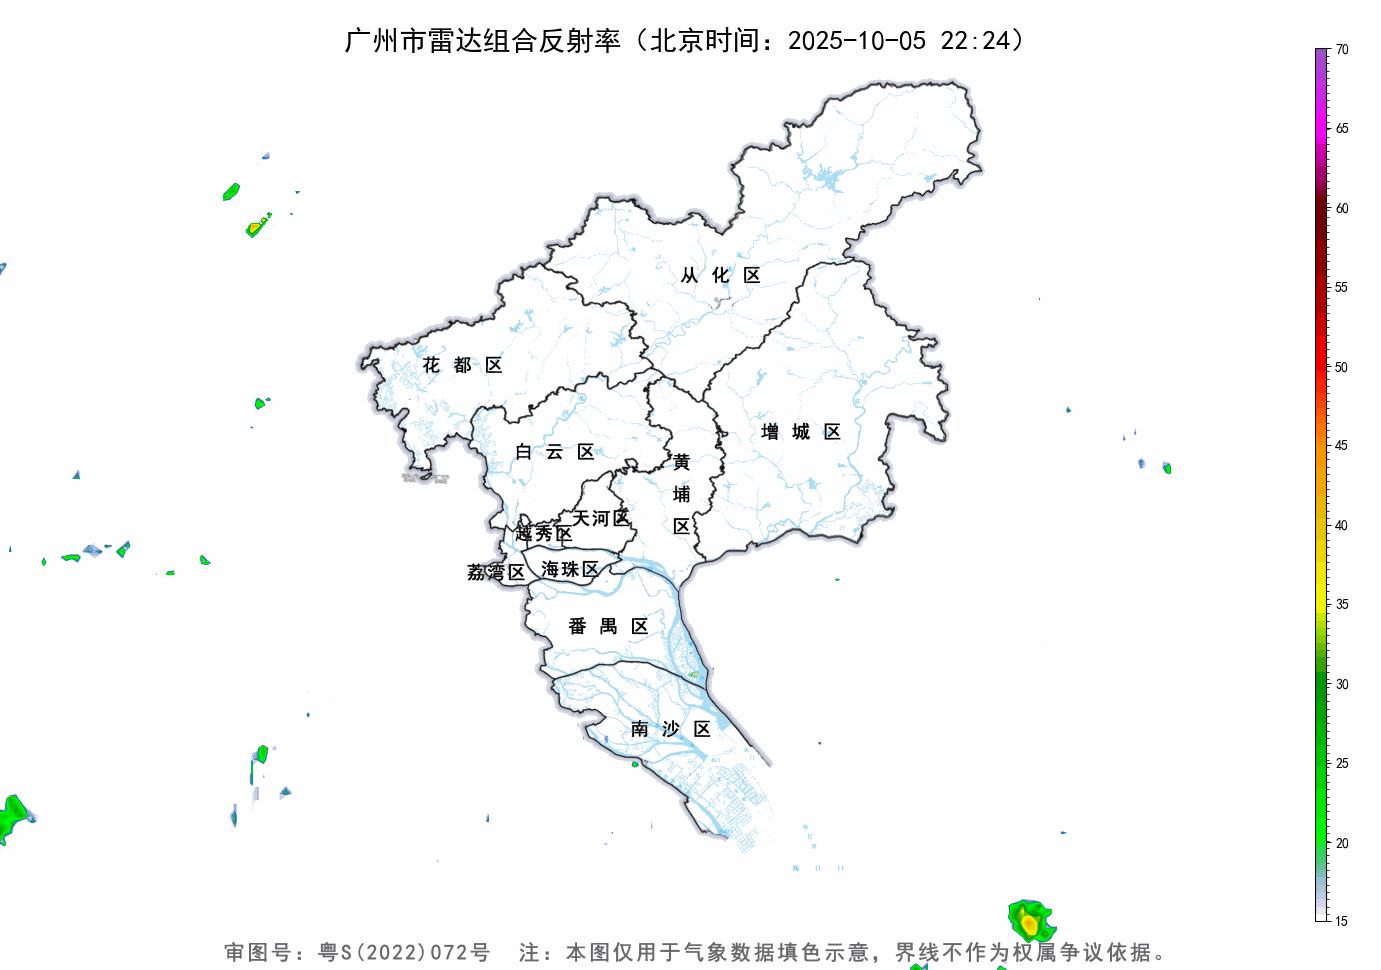 广州市雷达组合反射率（北京时间：2025-10-05 22:24）
70
65
60
55
50
45
40
35
30
25
20
15
从化区
花都区
增城区
白云区
黄埔区
天河区
越秀区
荔湾区
海珠区
番禺区
南沙区
审图号：粤S(2022)072号 注：本图仅用于气象数据填色示意，界线不作为权属争议依据。